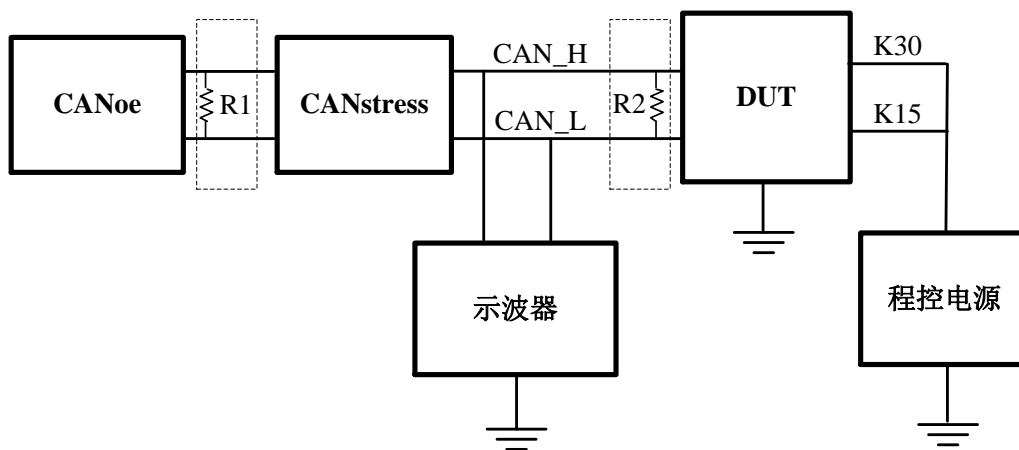 CAN_H
K30
CANoe
R1
CANstress
R2
DUT
CAN_L
K15
示波器
程控电源